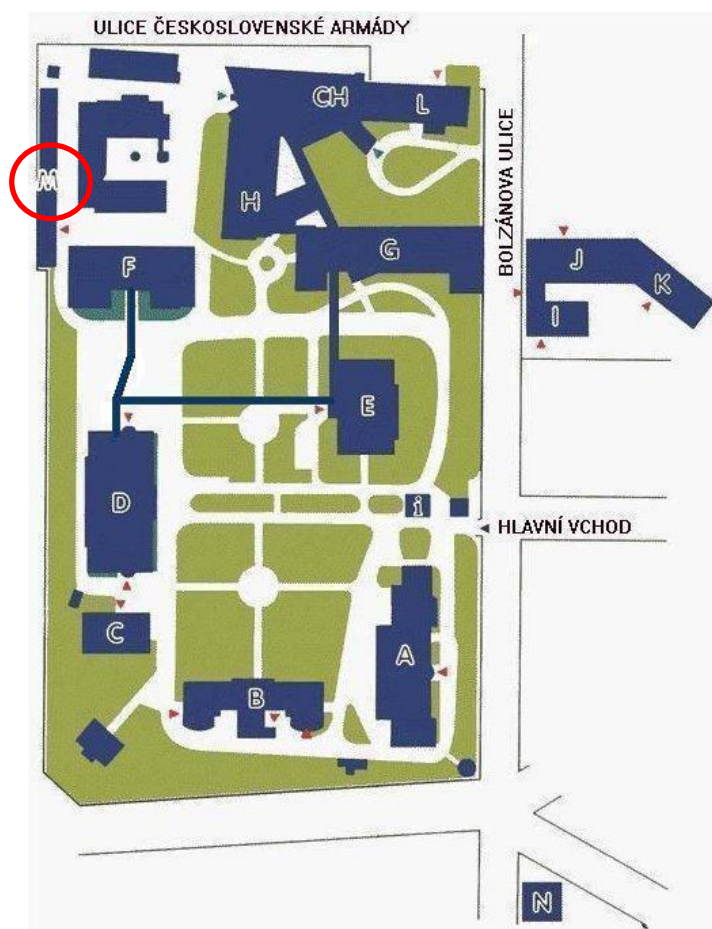 ULICE ČESKOSLOVENSKÉ ARMÁDY
CH
L
M
H
BOLZÁNOVA ULICE
G
F
J
K
I
E
D
i
HLAVNÍ VCHOD
C
A
B
N